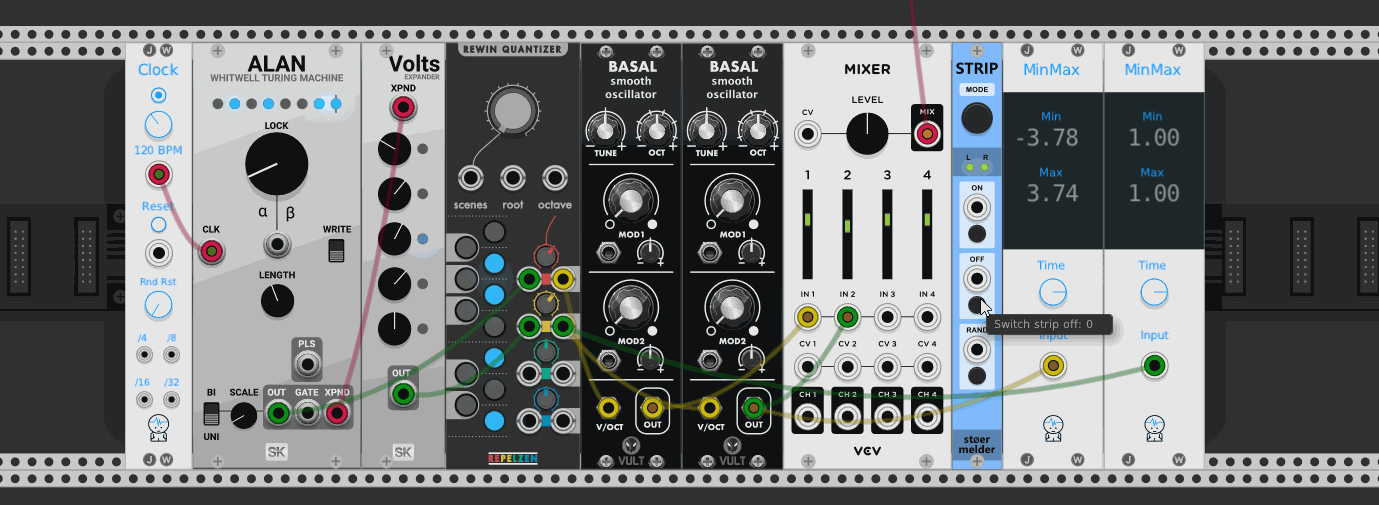 J W
Clock
120 BPM
Reset
Rnd Rst
/4 /8
/16 /32
J W
ALAN
WHITWELL TURING MACHINE
LOCK
α β
CLK
WRITE
LENGTH
PLS
BI
SCALE
OUT GATE XPND
UNI
SK
Volts
EXPANDER
XPND
OUT
SK
REWIN QUANTIZER
scenes root octave
REPELZEN
BASAL
smooth
oscillator
TUNE OCT
MOD1
MOD2
V/OCT OUT
VULT
BASAL
smooth
oscillator
TUNE OCT
MOD1
MOD2
V/OCT OUT
VULT
MIXER
LEVEL
CV
MIX
1 2 3 4
IN 1 IN 2 IN 3 IN 4
CV 1 CV 2 CV 3 CV 4
CH 1 CH 2 CH 3 CH 4
VCV
STRIP
MODE
L R
ON
OFF
Switch strip off: 0
RAND
støer
melder
J W
MinMax
Min
-3.78
Max
3.74
Time
Input
J W
J W
MinMax
Min
1.00
Max
1.00
Time
Input
J W